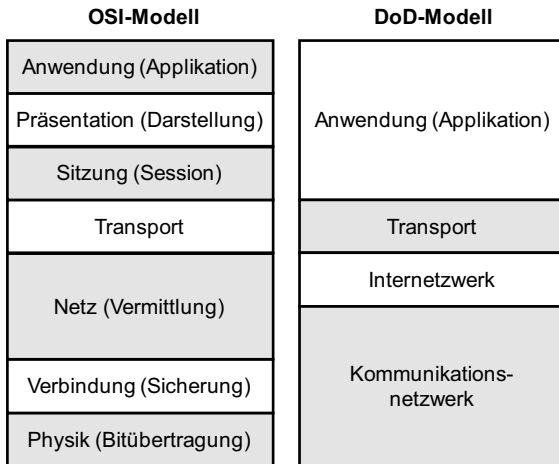 OSI-Modell
Anwendung (Applikation)
Präsentation (Darstellung)
Sitzung (Session)
Transport
Netz (Vermittlung)
Verbindung (Sicherung)
Physik (Bitübertragung)
DoD-Modell
Anwendung (Applikation)
Transport
Internetzwerk
Kommunikations-
netzwerk